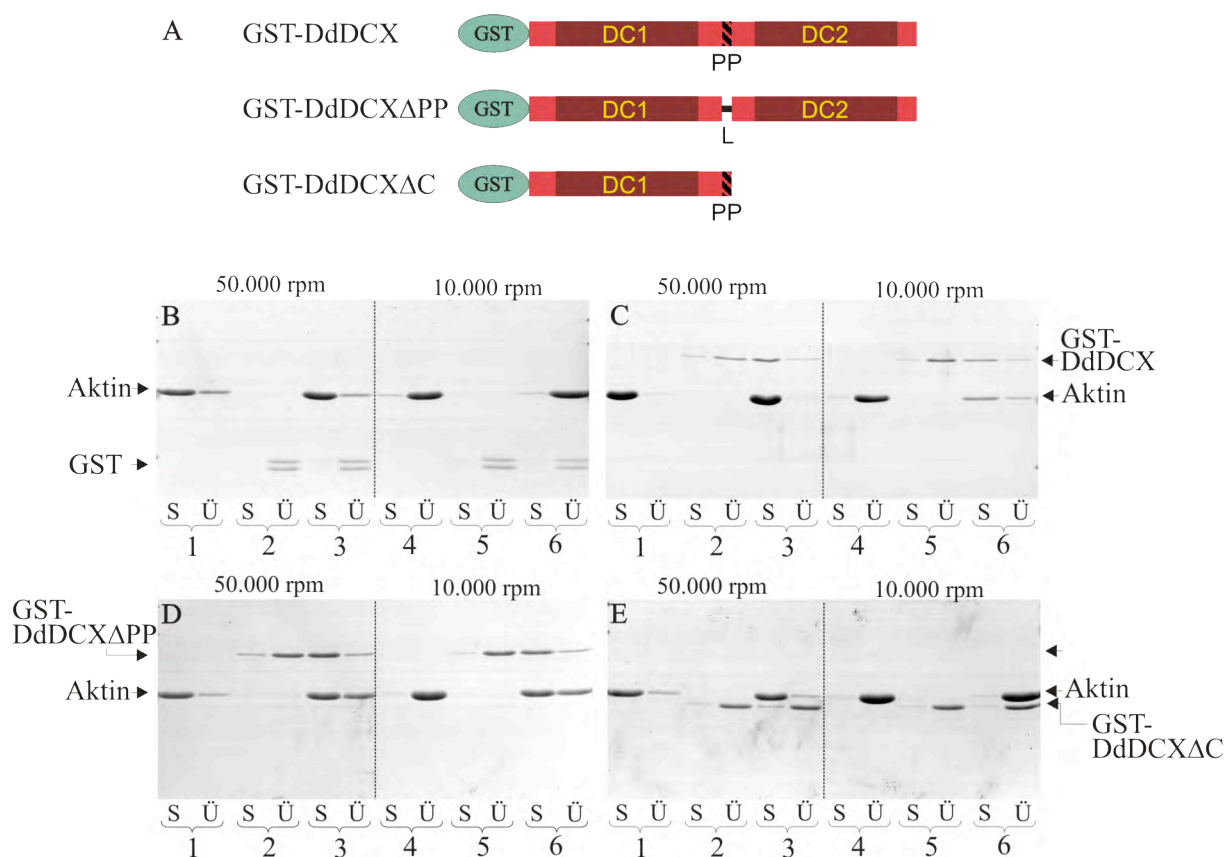 A
GST-DdDCX
GST
DC1
DC2
PP
GST-DdDCXΔPP
GST
DC1
DC2
L
GST-DdDCXΔC
GST
DC1
PP
50.000 rpm
10.000 rpm
B
Aktin
GST
S Ü S Ü S Ü S Ü S Ü S Ü
1 2 3 4 5 6
50.000 rpm
10.000 rpm
C
GST-
DdDCX
Aktin
S Ü S Ü S Ü S Ü S Ü S Ü
1 2 3 4 5 6
50.000 rpm
10.000 rpm
D
GST-
DdDCXΔPP
Aktin
S Ü S Ü S Ü S Ü S Ü S Ü
1 2 3 4 5 6
50.000 rpm
10.000 rpm
E
Aktin
GST-
DdDCXΔC
S Ü S Ü S Ü S Ü S Ü S Ü
1 2 3 4 5 6